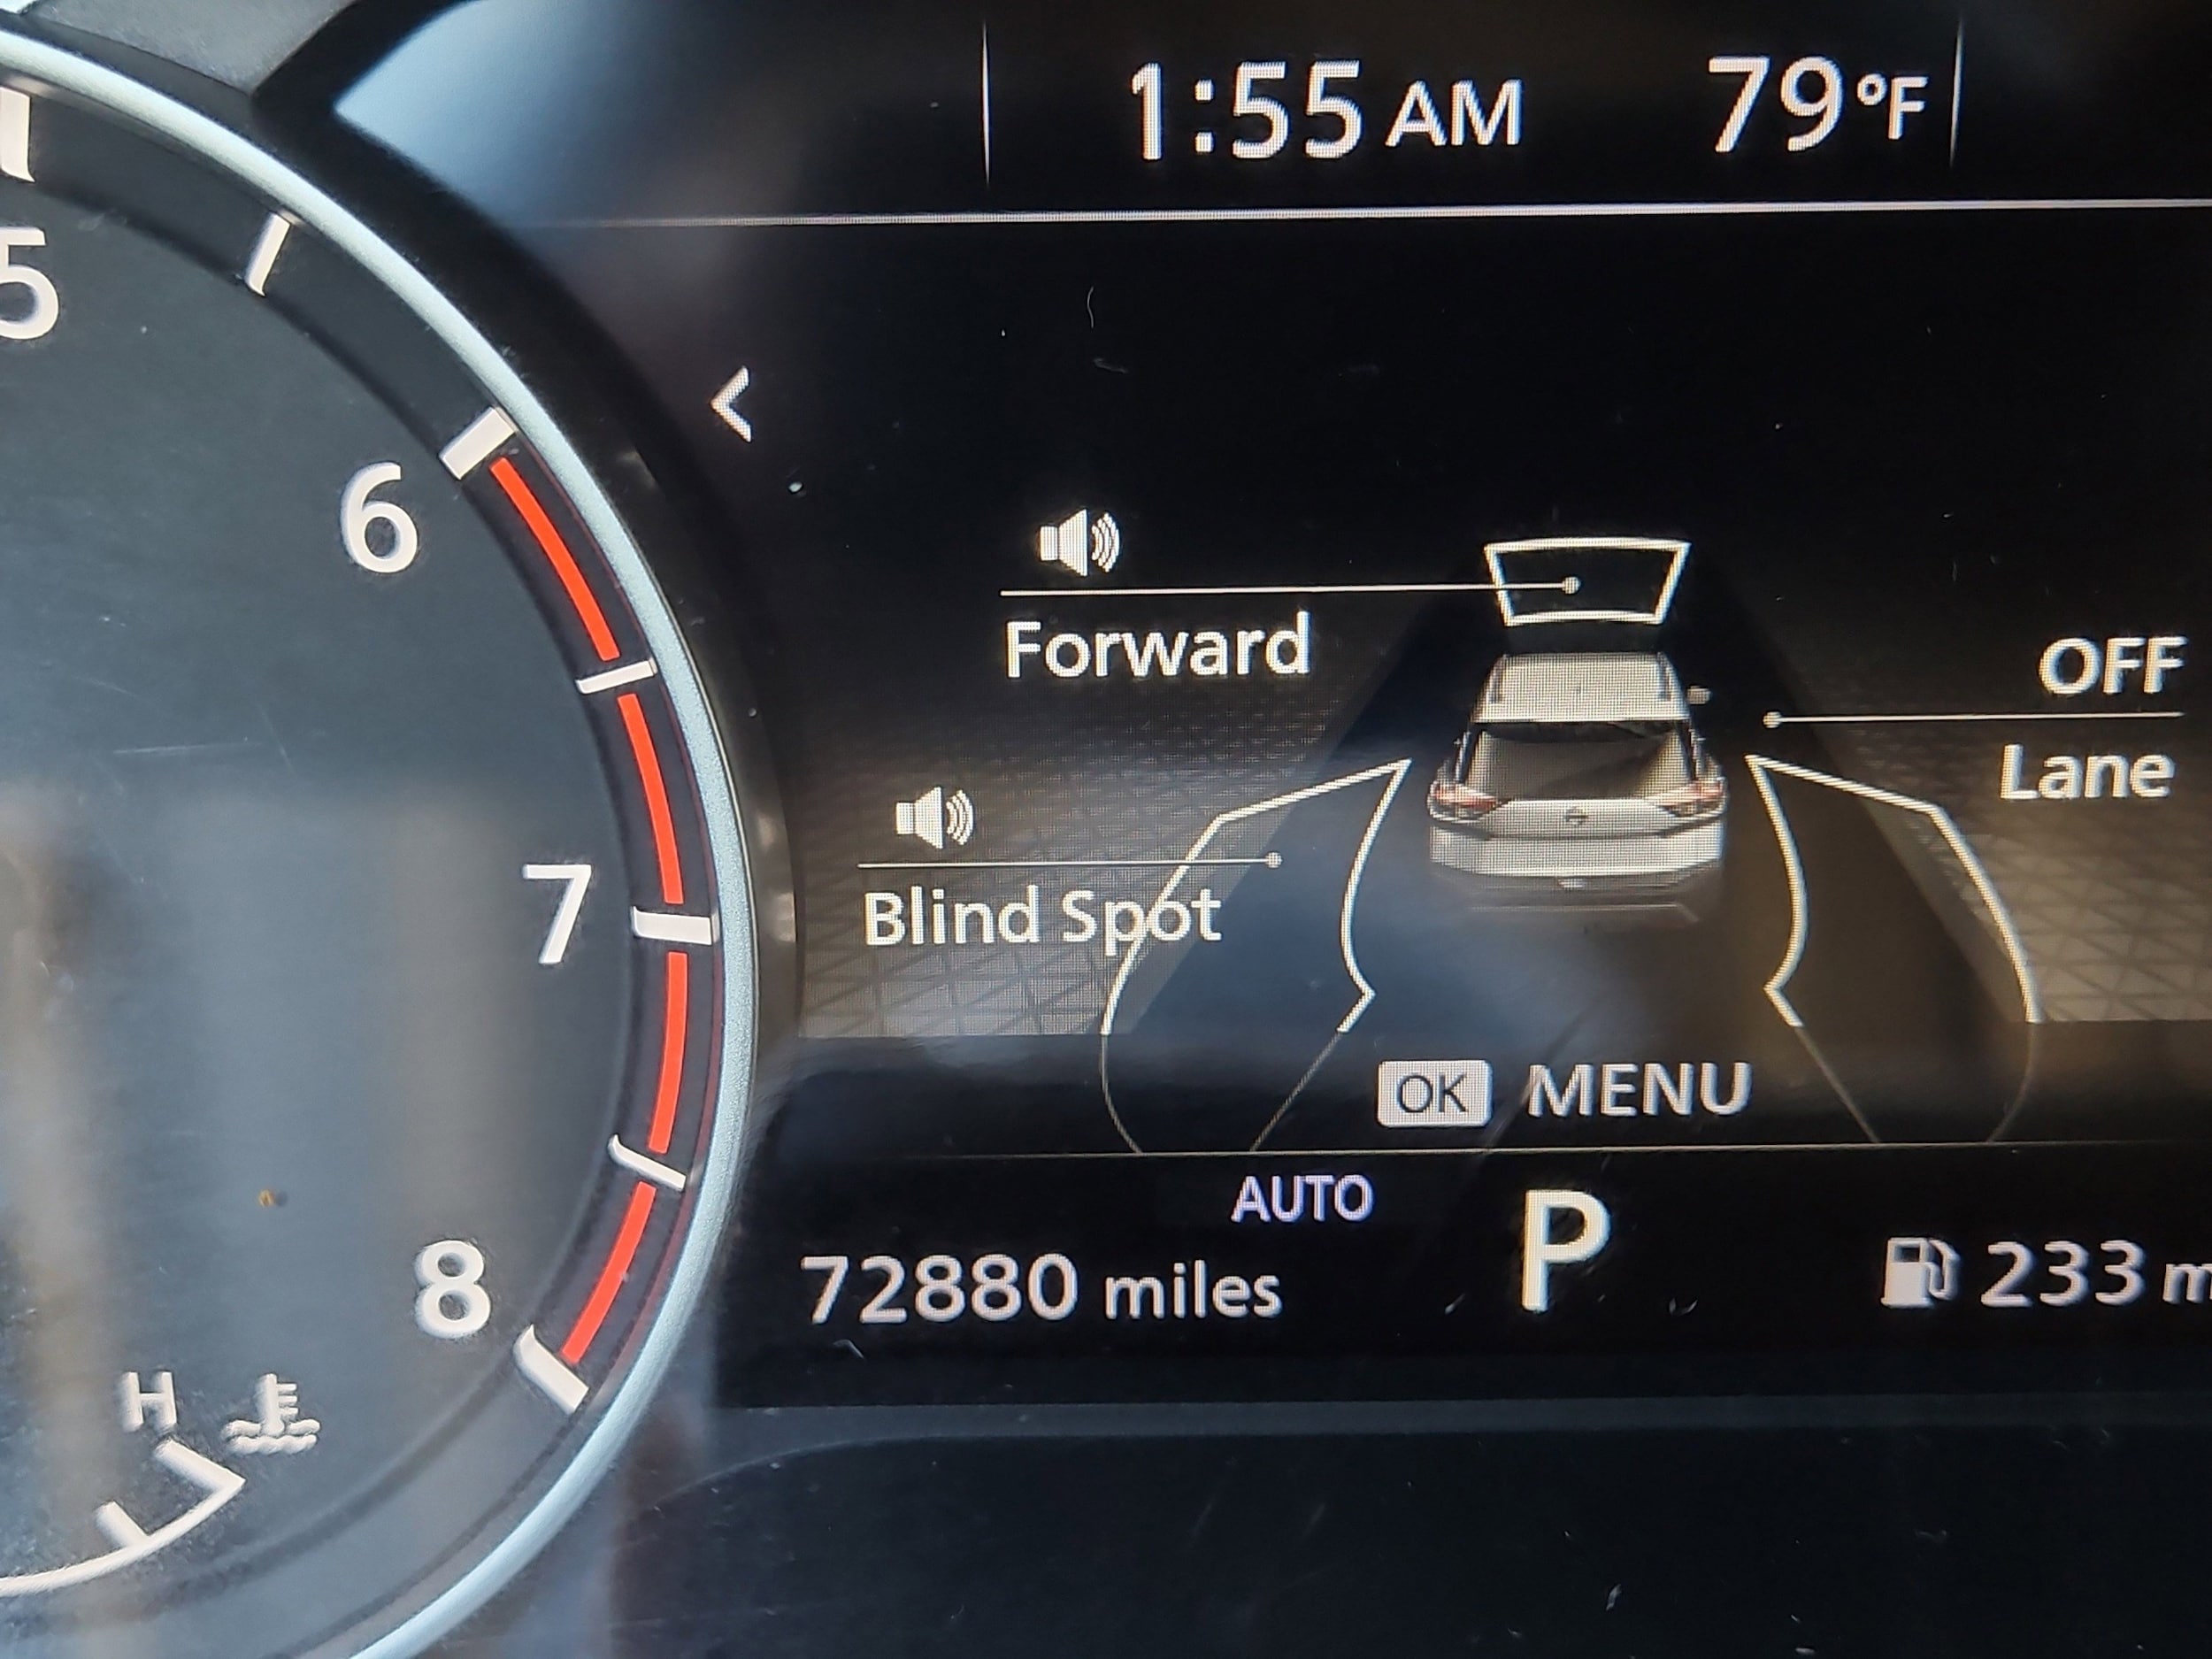 1:55 AM 79°F
5
6
Forward
OFF
Lane
7
Blind Spot
OK MENU
AUTO
P
8
72880 miles
233 m
H